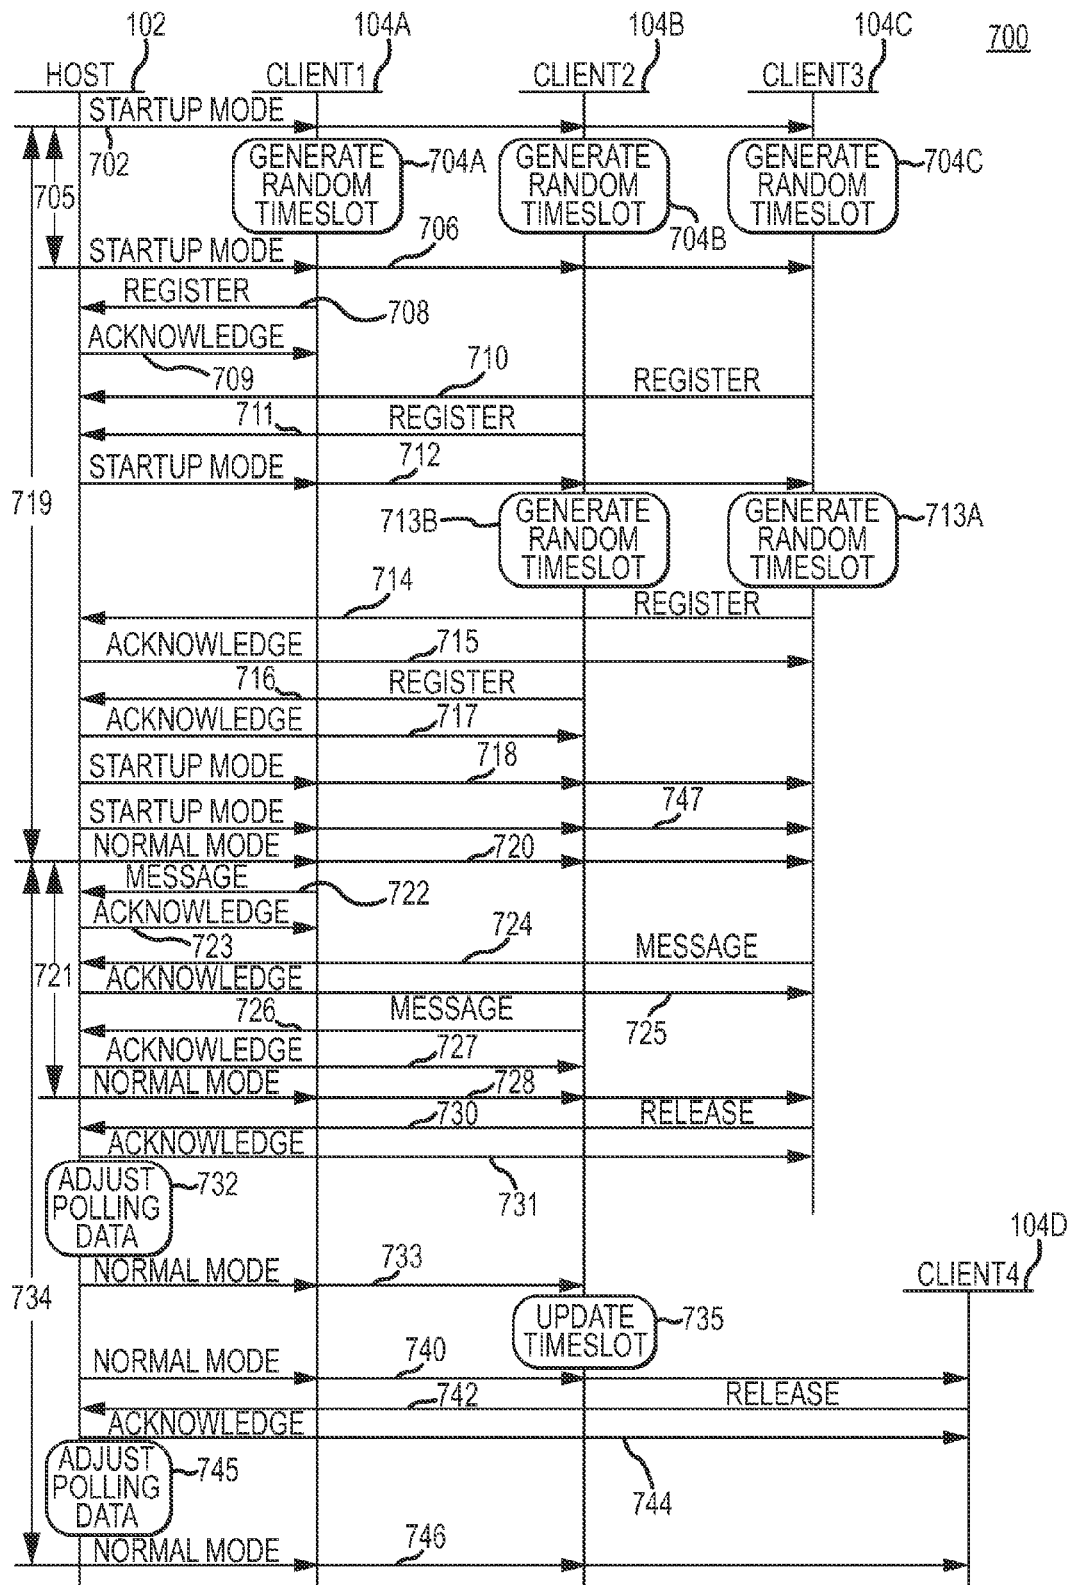 102
104A
104B
104C
700
HOST
CLIENT1
CLIENT2
CLIENT3
STARTUP MODE
702
705
GENERATE
RANDOM
TIMESLOT
704A
GENERATE
RANDOM
TIMESLOT
704B
GENERATE
RANDOM
TIMESLOT
704C
STARTUP MODE
706
REGISTER
708
ACKNOWLEDGE
709
710
REGISTER
711
REGISTER
STARTUP MODE
712
719
713B
GENERATE
RANDOM
TIMESLOT
GENERATE
RANDOM
TIMESLOT
713A
714
REGISTER
ACKNOWLEDGE
715
716
REGISTER
ACKNOWLEDGE
717
STARTUP MODE
718
STARTUP MODE
747
NORMAL MODE
720
MESSAGE
722
ACKNOWLEDGE
723
724
MESSAGE
721
ACKNOWLEDGE
725
726
MESSAGE
ACKNOWLEDGE
727
NORMAL MODE
728
730
RELEASE
ACKNOWLEDGE
731
ADJUST
POLLING
DATA
732
104D
CLIENT4
NORMAL MODE
733
734
UPDATE
TIMESLOT
735
NORMAL MODE
740
742
RELEASE
ACKNOWLEDGE
744
ADJUST
POLLING
DATA
745
NORMAL MODE
746